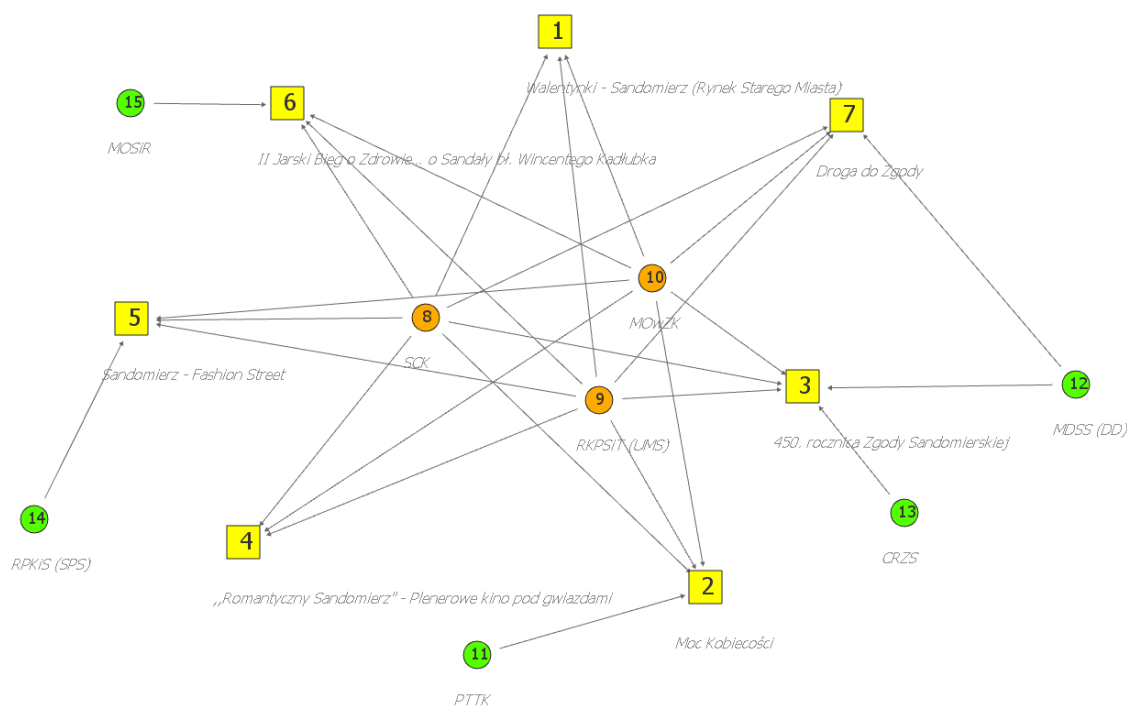 1
Walentynki - Sandomierz (Rynek Starego Miasta)
6
15
MOSiR
7
II Jarski Bieg o Zdrowie... o Sandały bł. Wincentego Kadłubka
Droga do Zgody
10
MOwZK
5
8
SCK
Sandomierz - Fashion Street
3
12
9
MDSS (DD)
RKPSiT (UMS)
450. rocznica Zgody Sandomierskiej
14
13
4
RPKiS (SPS)
CRZS
2
,,Romantyczny Sandomierz" - Plenerowe kino pod gwiazdami
Moc Kobiecości
11
PTTK